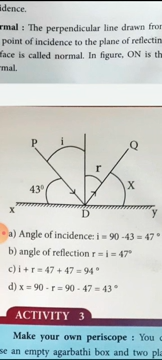 idence.
rmal : The perpendicular line drawn from
point of incidence to the plane of reflectin
face is called normal. In figure, ON is th
rmal.
P i Q
r
43° X
x D y
a) Angle of incidence: i = 90 -43 = 47 °
b) angle of reflection r = i = 47°
c) i + r = 47 + 47 = 94 °
d) x = 90 - r = 90 - 47 = 43 °
ACTIVITY 3
Make your own periscope : You c
se an empty agarbathi box and two pla